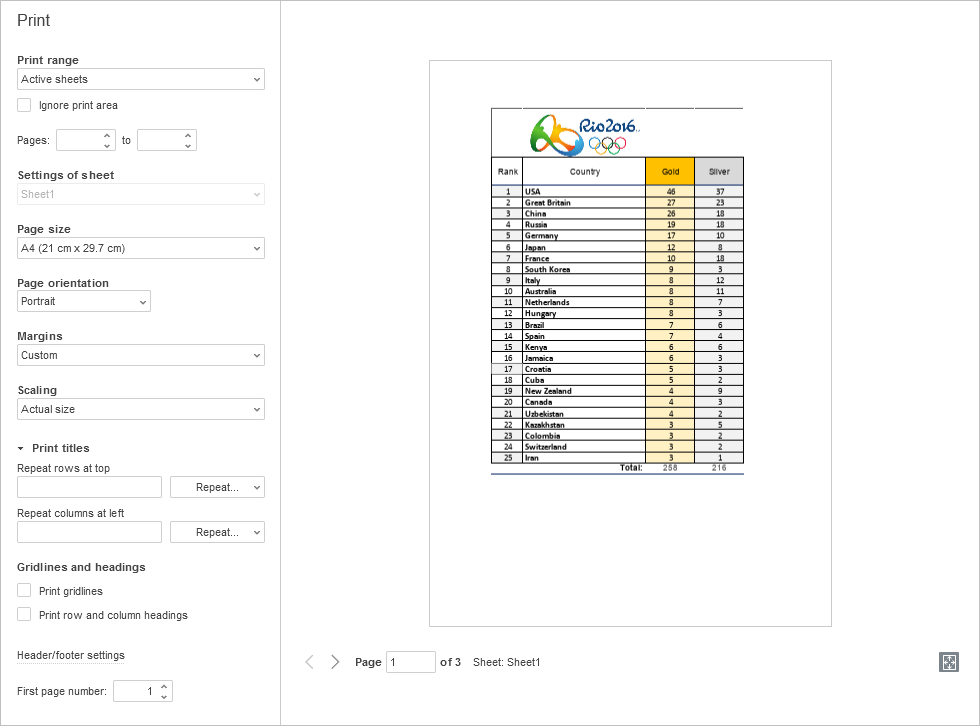 Print
Print range
Active sheets
Ignore print area
Pages: to
Settings of sheet
Sheet1
Page size
A4 (21 cm x 29.7 cm)
Page orientation
Portrait
Margins
Custom
Scaling
Actual size
Print titles
Repeat rows at top
Repeat...
Repeat columns at left
Repeat...
Gridlines and headings
Print gridlines
Print row and column headings
Header/footer settings
First page number: 1
Rio2016
Rank Country Gold Silver
1 USA 46 37
2 Great Britain 27 23
3 China 26 18
4 Russia 19 18
5 Germany 17 10
6 Japan 12 8
7 France 10 18
8 South Korea 9 3
9 Italy 8 12
10 Australia 8 11
11 Netherlands 8 7
12 Hungary 8 3
13 Brazil 7 6
14 Spain 7 4
15 Kenya 6 6
16 Jamaica 6 3
17 Croatia 5 3
18 Cuba 5 2
19 New Zealand 4 9
20 Canada 4 3
21 Uzbekistan 4 2
22 Kazakhstan 3 5
23 Colombia 3 2
24 Switzerland 3 2
25 Iran 3 1
Total: 258 216
Page 1 of 3 Sheet: Sheet1